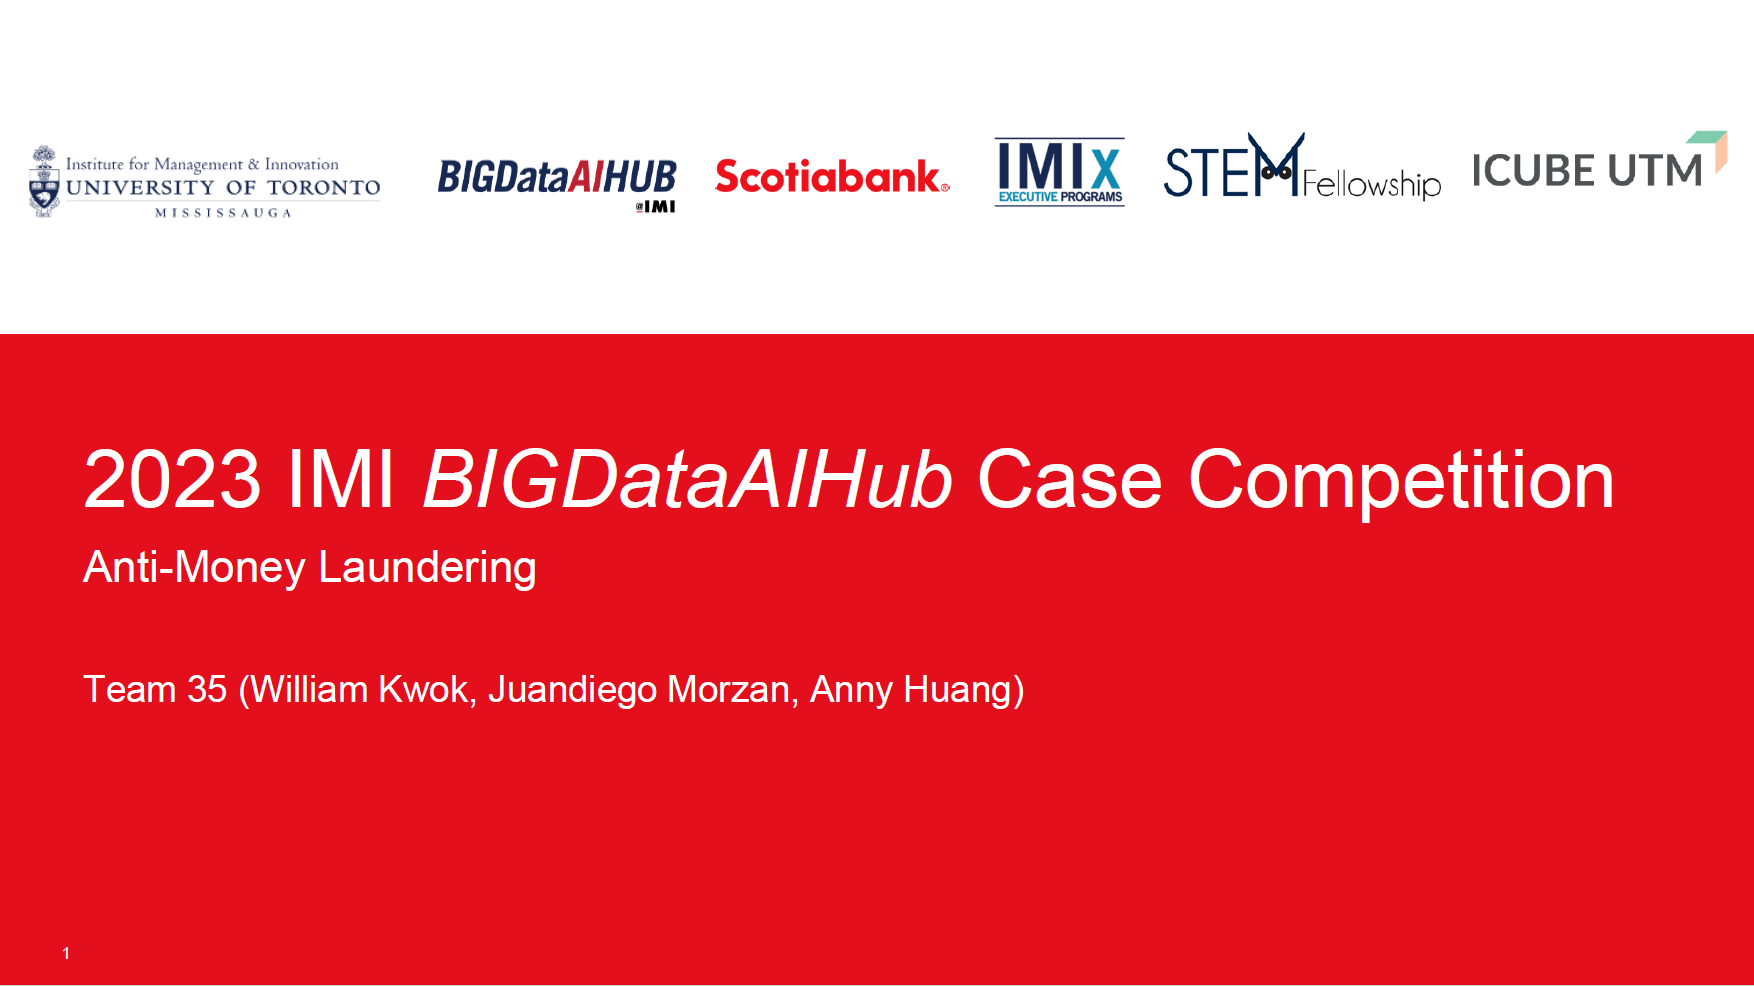 Institute for Management & Innovation
UNIVERSITY OF TORONTO
MISSISSAUGA
BIGDataAIHUB
@IMI
Scotiabank®
IMIX
EXECUTIVE PROGRAMS
STEM Fellowship
ICUBE UTM
2023 IMI BIGDataAIHub Case Competition
Anti-Money Laundering
Team 35 (William Kwok, Juandiego Morzan, Anny Huang)
1